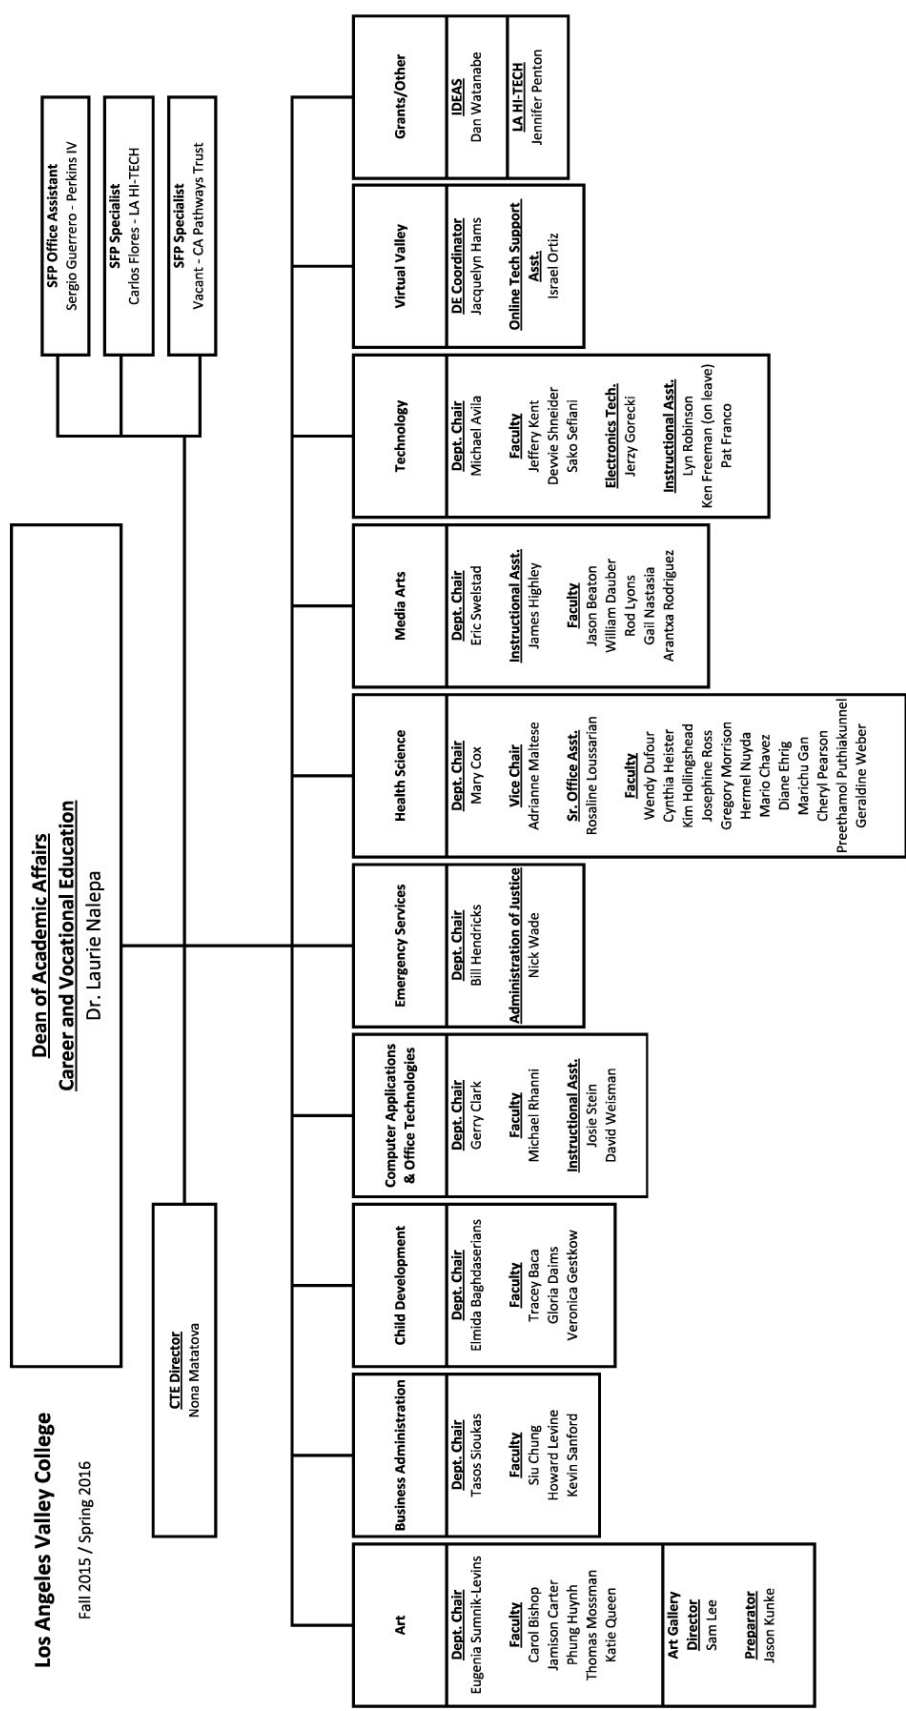 Los Angeles Valley College
Fall 2015 / Spring 2016
Dean of Academic Affairs
Career and Vocational Education
Dr. Laurie Nalepa
CTE Director
Nona Matatova
SFP Office Assistant
Sergio Guerrero - Perkins IV
SFP Specialist
Carlos Flores - LA HI-TECH
SFP Specialist
Vacant - CA Pathways Trust
Art
Dept. Chair
Eugenia Sumnik-Levins
Faculty
Carol Bishop
Jamison Carter
Phung Huynh
Thomas Mossman
Katie Queen
Art Gallery
Director
Sam Lee
Preparator
Jason Kunke
Business Administration
Dept. Chair
Tasos Sioukas
Faculty
Siu Chung
Howard Levine
Kevin Sanford
Child Development
Dept. Chair
Elmida Baghdaserians
Faculty
Tracey Baca
Gloria Daims
Veronica Gestkow
Computer Applications
& Office Technologies
Dept. Chair
Gerry Clark
Faculty
Michael Rhanni
Instructional Asst.
Josie Stein
David Weisman
Emergency Services
Dept. Chair
Bill Hendricks
Administration of Justice
Nick Wade
Health Science
Dept. Chair
Mary Cox
Vice Chair
Adrianne Maltese
Sr. Office Asst.
Rosaline Loussarian
Faculty
Wendy Dufour
Cynthia Heister
Kim Hollingshead
Josephine Ross
Gregory Morrison
Hermel Nuyda
Mario Chavez
Diane Ehrig
Marichu Gan
Cheryl Pearson
Preethamol Puthiakunnel
Geraldine Weber
Media Arts
Dept. Chair
Eric Swelstad
Instructional Asst.
James Highley
Faculty
Jason Beaton
William Dauber
Rod Lyons
Gail Nastasia
Arantxa Rodriguez
Technology
Dept. Chair
Michael Avila
Faculty
Jeffery Kent
Devvie Shneider
Sako Sefiani
Electronics Tech.
Jerzy Gorecki
Instructional Asst.
Lyn Robinson
Ken Freeman (on leave)
Pat Franco
Virtual Valley
DE Coordinator
Jacquelyn Hams
Online Tech Support
Asst.
Israel Ortiz
Grants/Other
IDEAS
Dan Watanabe
LA HI-TECH
Jennifer Penton